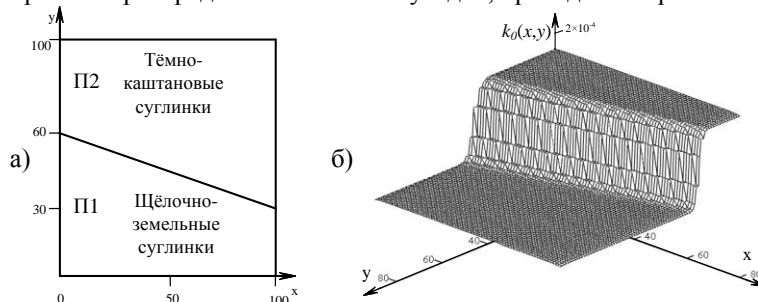 y
100
П2
Тёмно-
каштановые
суглинки
60
а)
30
П1
Щёлочно-
земельные
суглинки
0
50
100
x
б)
k₀(x,y)
2×10⁻⁴
40
60
80
y
40
60
80
x